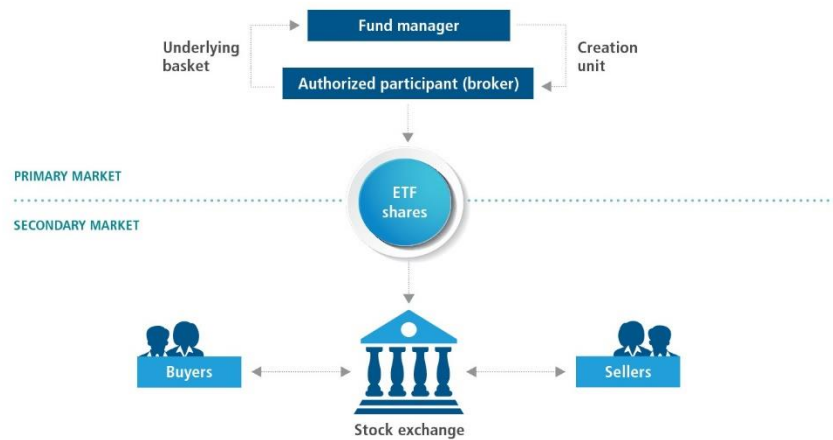 Fund manager
Underlying
basket
Creation
unit
Authorized participant (broker)
PRIMARY MARKET
ETF
shares
SECONDARY MARKET
Buyers
Sellers
Stock exchange